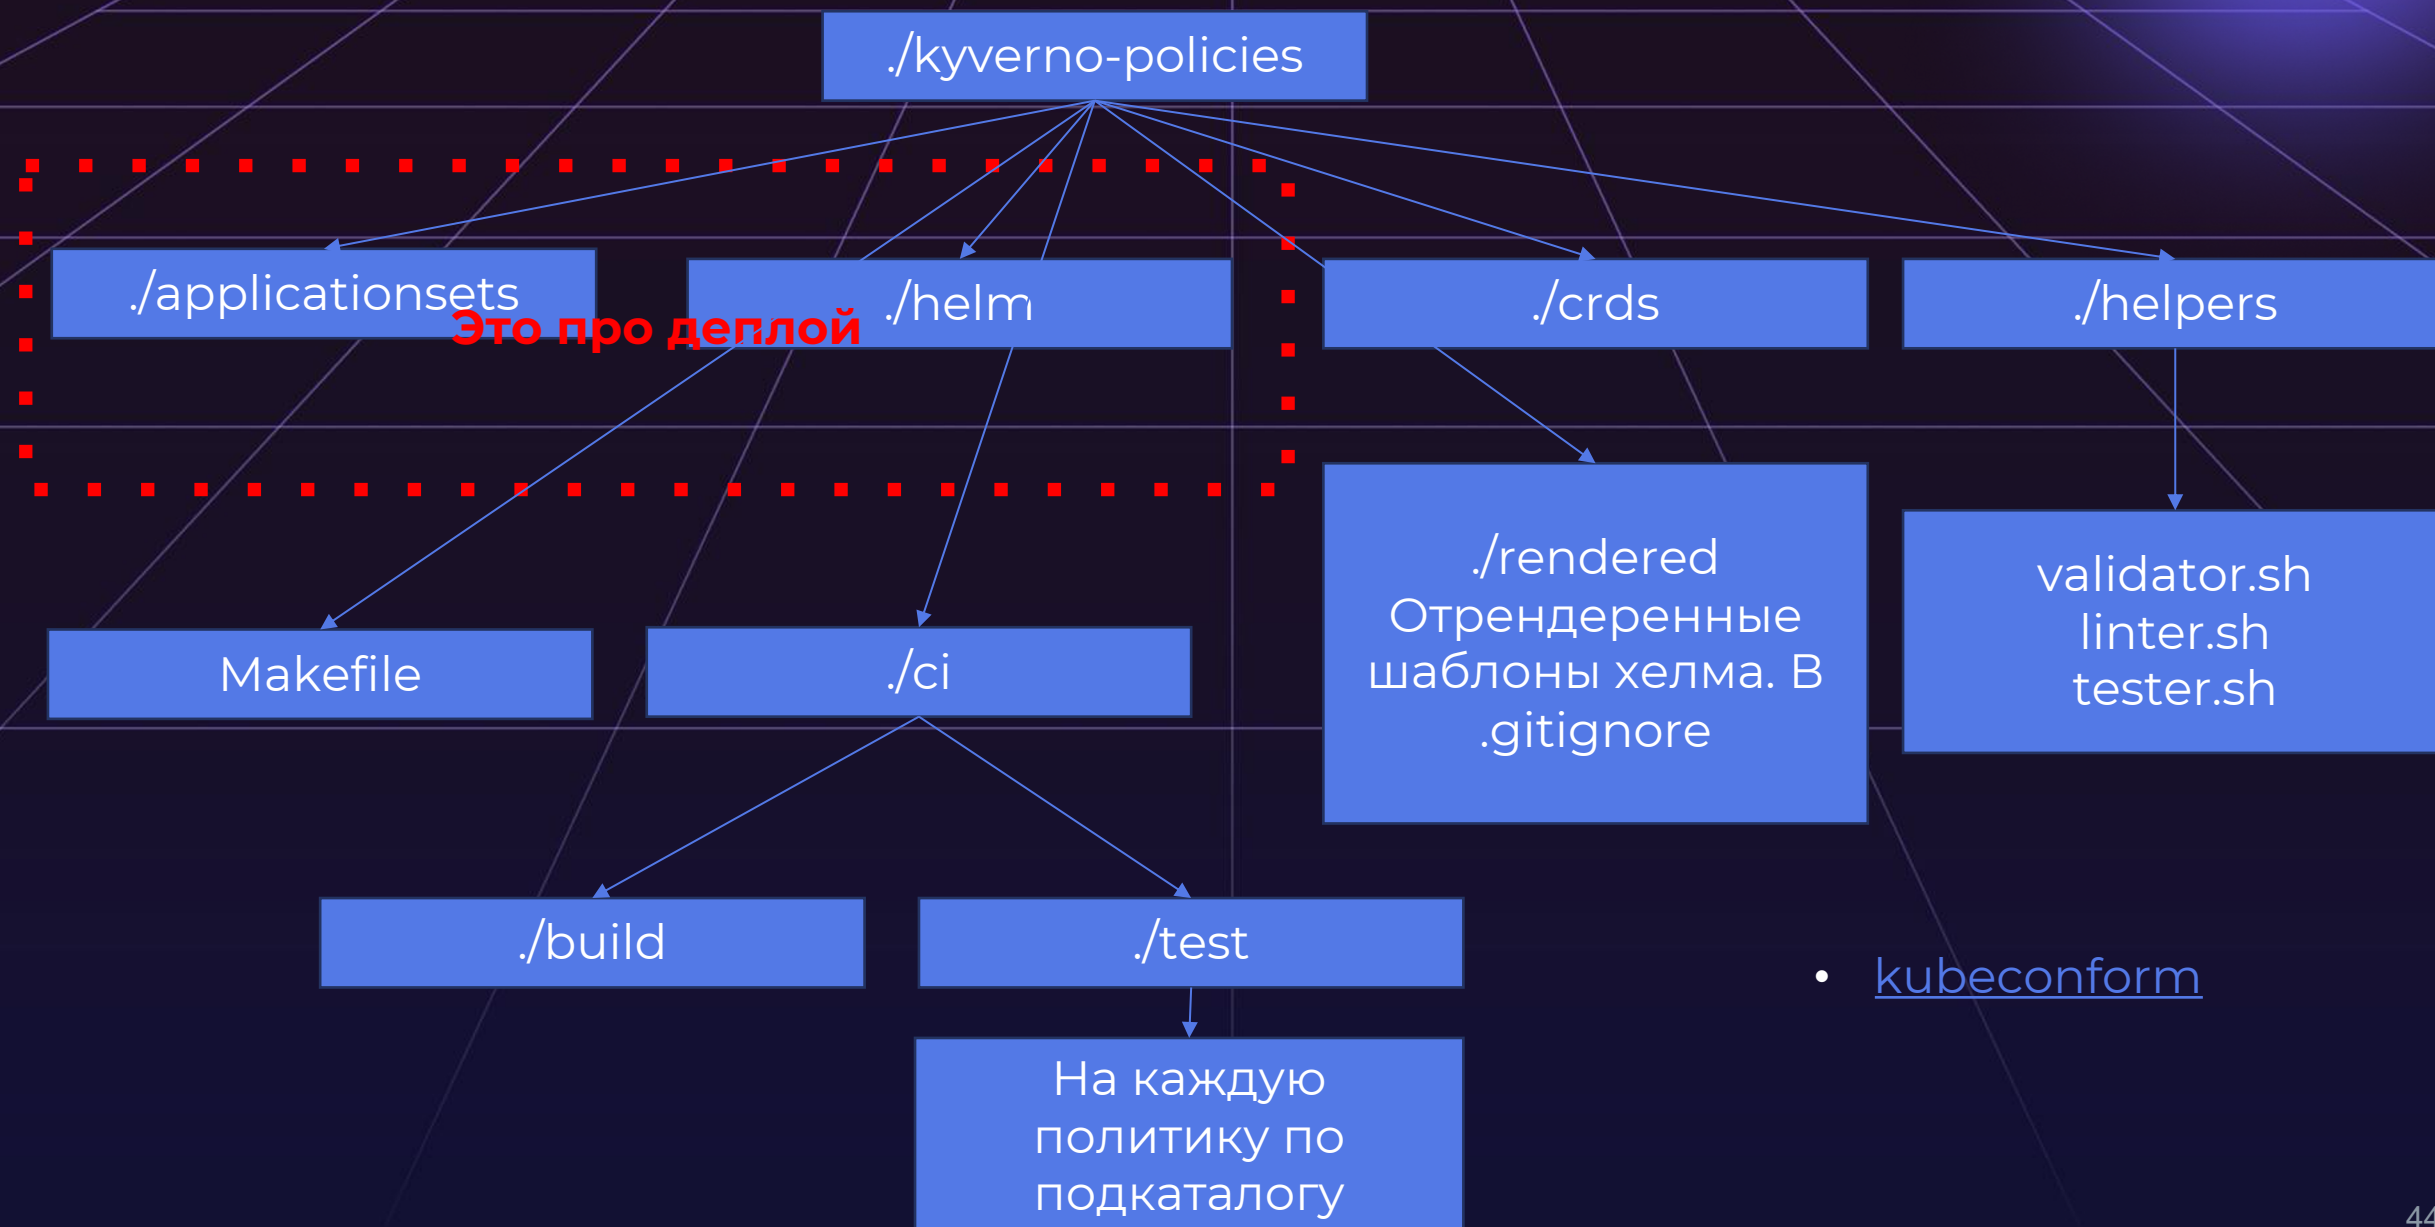 ./kyverno-policies
./applicationsets
./helm
./crds
./helpers
Это про деплой
./rendered
Отрендеренные
шаблоны хелма. В
.gitignore
validator.sh
linter.sh
tester.sh
Makefile
./ci
./build
./test
• kubeconform
На каждую
политику по
подкаталогу
44